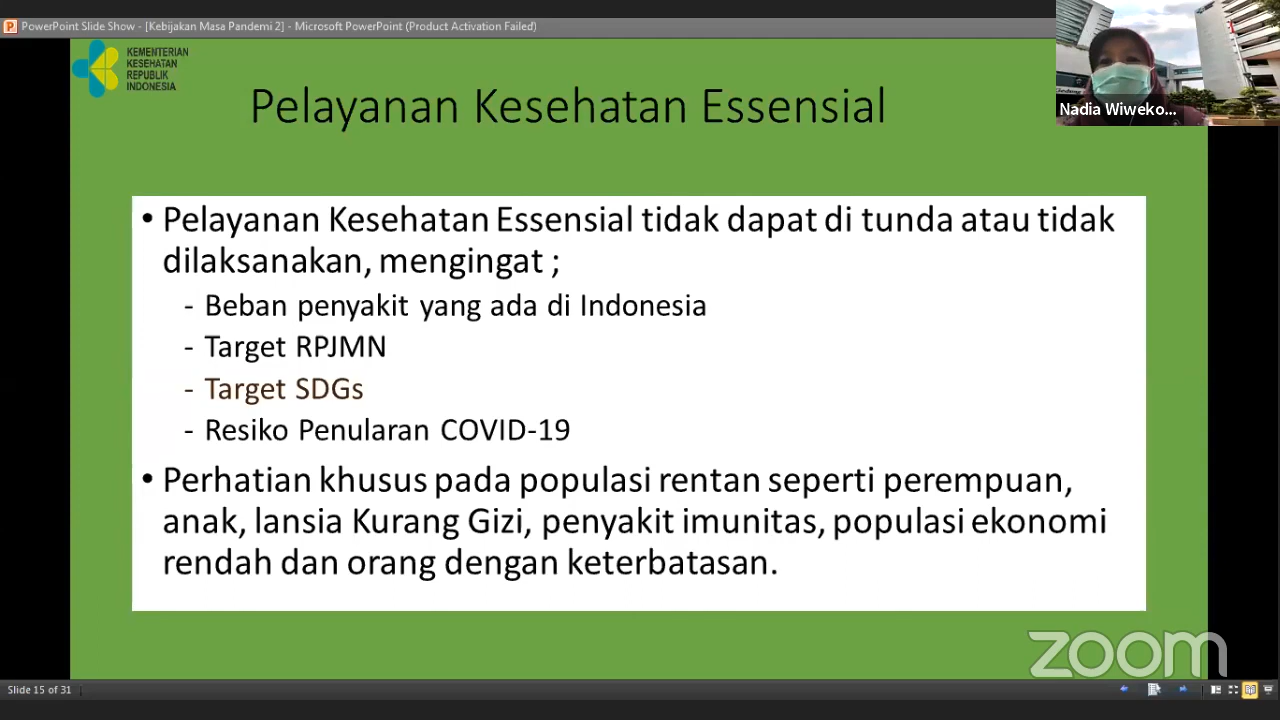 PowerPoint Slide Show - [Kebijakan Masa Pandemi 2] - Microsoft PowerPoint (Product Activation Failed)
KEMENTERIAN
KESEHATAN
REPUBLIK
INDONESIA
Pelayanan Kesehatan Essensial
Nadia Wiweko...
• Pelayanan Kesehatan Essensial tidak dapat di tunda atau tidak
dilaksanakan, mengingat ;
- Beban penyakit yang ada di Indonesia
- Target RPJMN
- Target SDGs
- Resiko Penularan COVID-19
• Perhatian khusus pada populasi rentan seperti perempuan,
anak, lansia Kurang Gizi, penyakit imunitas, populasi ekonomi
rendah dan orang dengan keterbatasan.
zoom
Slide 15 of 31